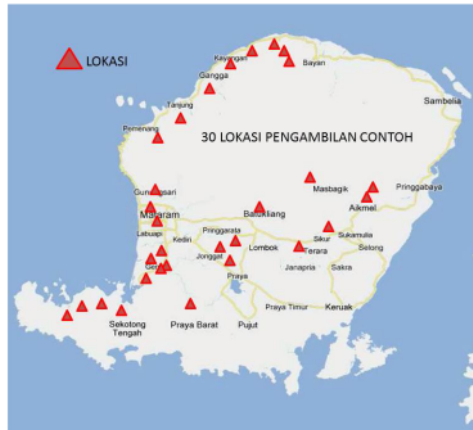 LOKASI
Kayangan
Bayan
Gangga
Sambelia
Tanjung
Pemenang
30 LOKASI PENGAMBILAN CONTOH
Masbagik
Pringgabaya
Gunungsari
Aikmel
Mataram
Batukliang
Labuapi
Kediri
Pringgarata
Sikur
Sukamulia
Jonggat
Lombok
Terara
Selong
Praya
Janapria
Sakra
Praya Timur
Keruak
Sekotong
Tengah
Praya Barat
Pujut